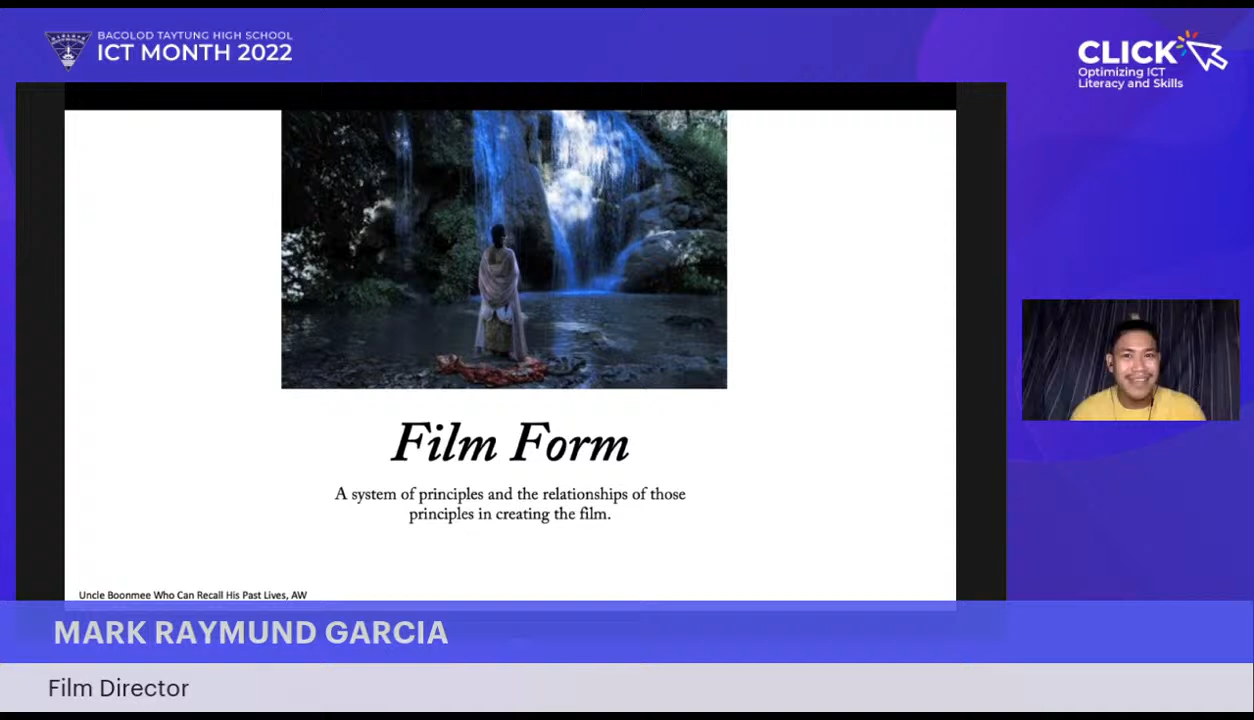 BACOLOD TAYTUNG HIGH SCHOOL
ICT MONTH 2022
CLICK
Optimizing ICT
Literacy and Skills
Film Form
A system of principles and the relationships of those
principles in creating the film.
Uncle Boonmee Who Can Recall His Past Lives, AW
MARK RAYMUND GARCIA
Film Director